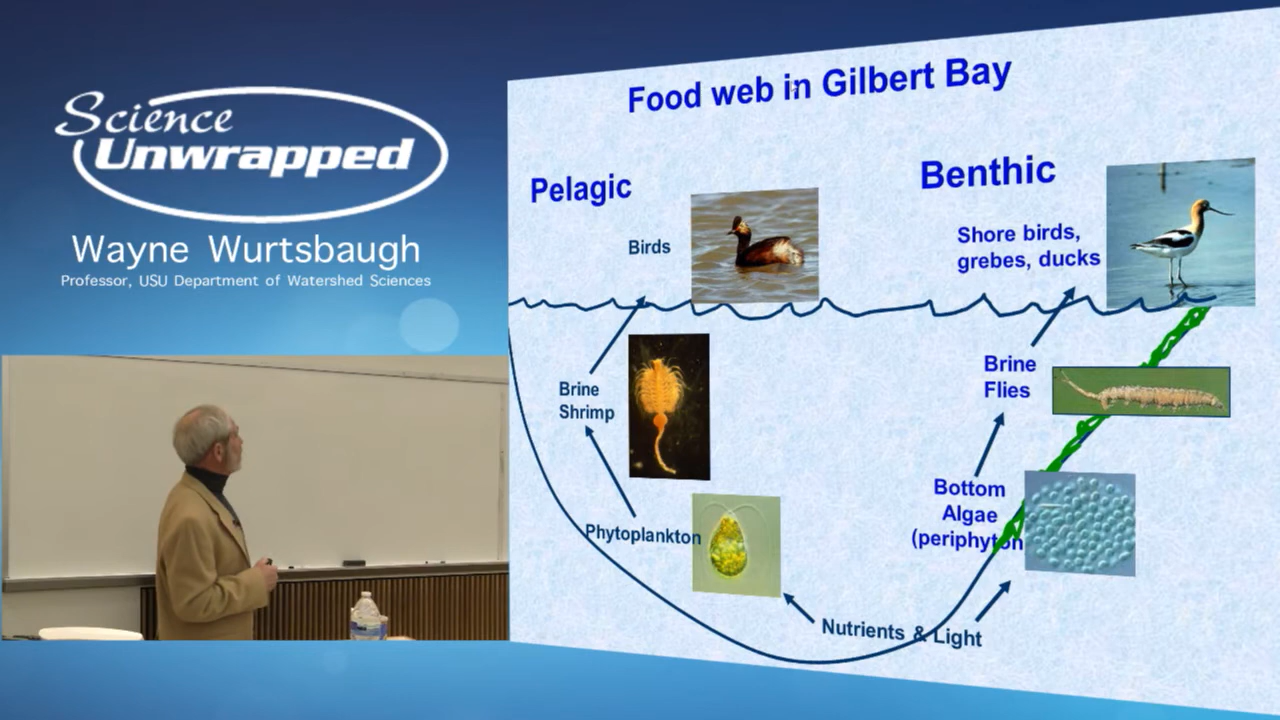 Science
Unwrapped
Wayne Wurtsbaugh
Professor, USU Department of Watershed Sciences
Food web in Gilbert Bay
Pelagic
Benthic
Birds
Shore birds,
grebes, ducks
Brine
Shrimp
Brine
Flies
Phytoplankton
Bottom
Algae
(periphyton
Nutrients & Light